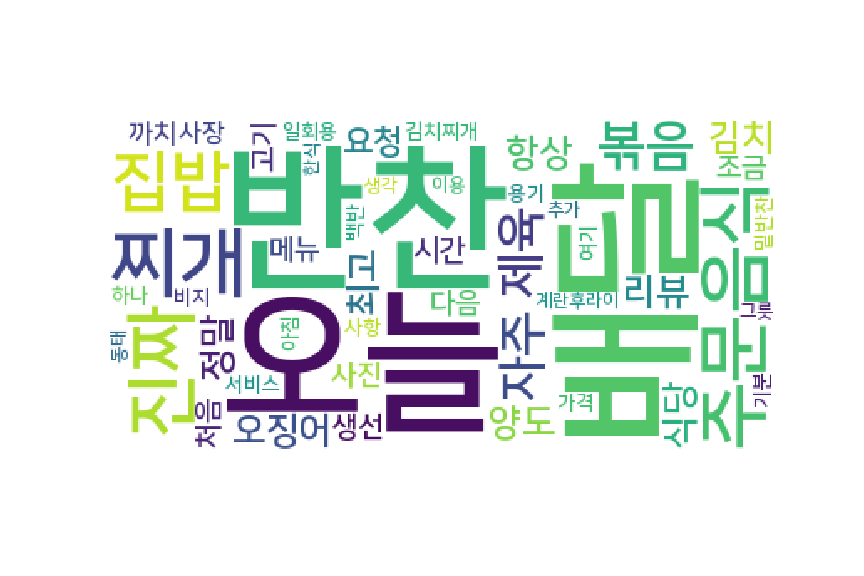 까치사장
고기
일회용
한식
요청
김치찌개
항상
볶음
김치
조금
집밥
반찬
생각
이용
용기
배달
음식
밑반찬
찌개
메뉴
백반
시간
제육
추가
여기
하나
비지
최고
다음
계란후라이
리뷰
그릇
진짜
동태
정말
오늘
아침
사항
자주
주문
서비스
사진
처음
오징어
생선
양도
가격
식당
기분